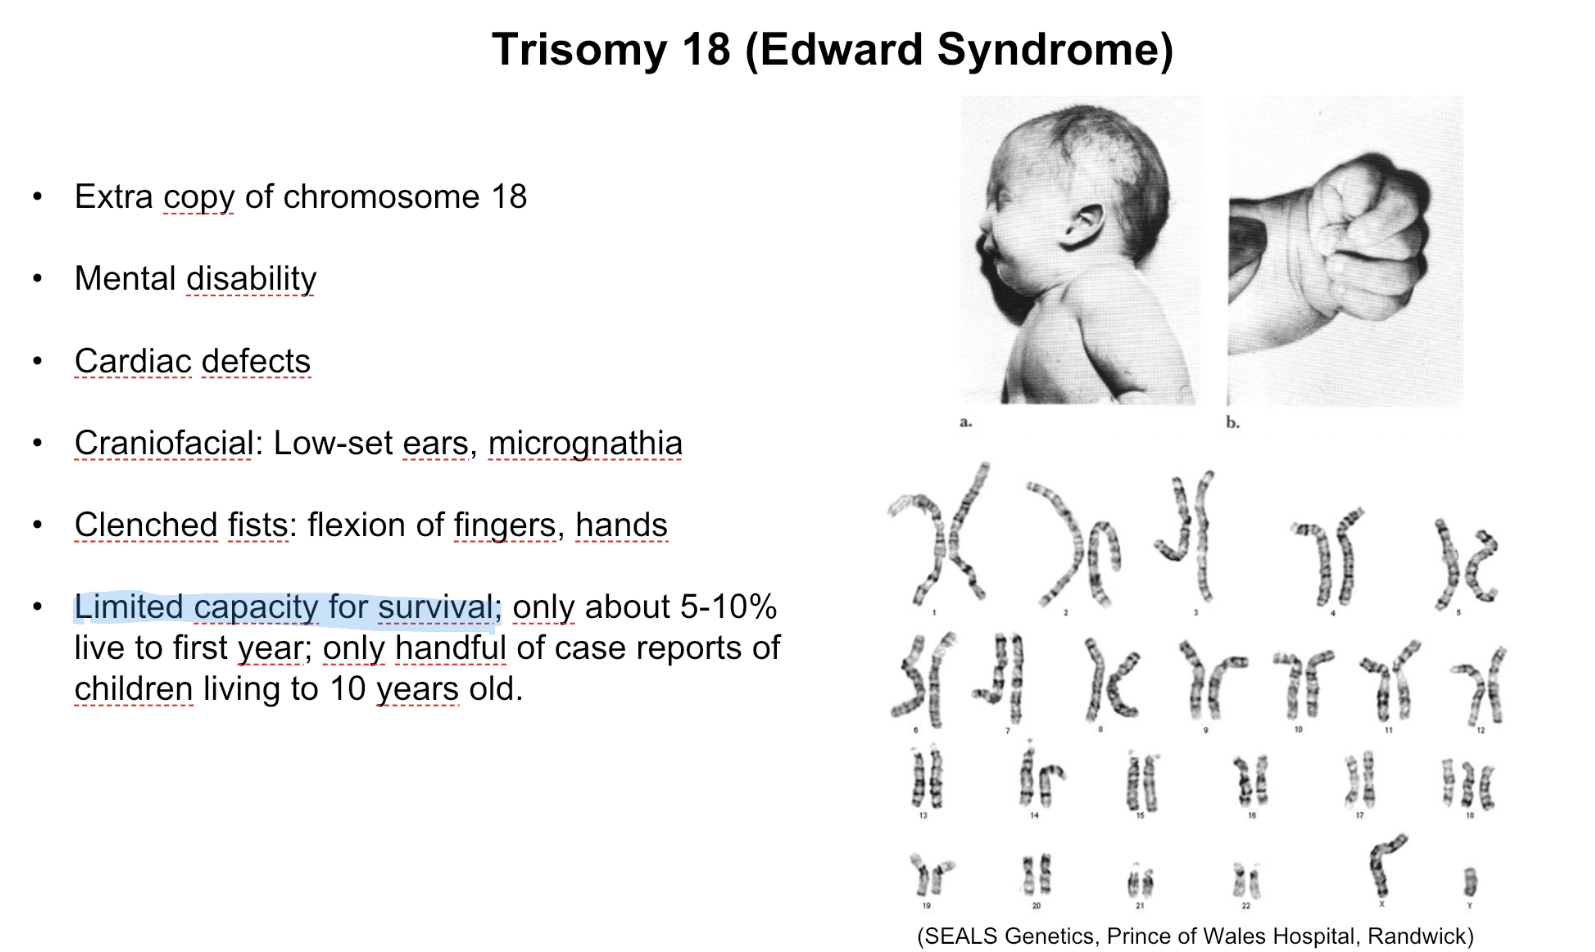 Trisomy 18 (Edward Syndrome)
• Extra copy of chromosome 18
• Mental disability
• Cardiac defects
• Craniofacial: Low-set ears, micrognathia
• Clenched fists: flexion of fingers, hands
• Limited capacity for survival; only about 5-10%
live to first year; only handful of case reports of
children living to 10 years old.
a. b.
1 2 3 4 5
6 7 8 9 10 11 12
13 14 15 16 17 18
19 20 21 22 X Y
(SEALS Genetics, Prince of Wales Hospital, Randwick)